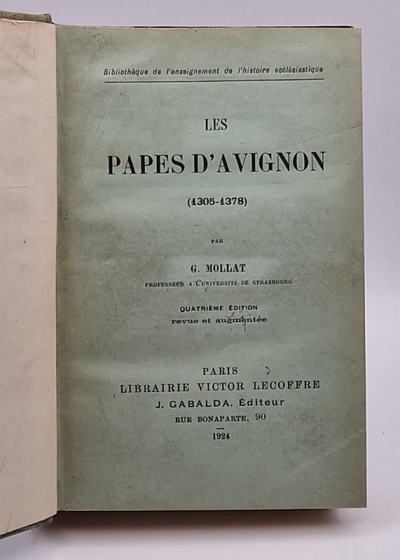 Bibliothèque de l'enseignement de l'histoire ecclésiastique
LES
PAPES D'AVIGNON
(1305-1378)
PAR
G. MOLLAT
PROFESSEUR A L'UNIVERSITÉ DE STRASBOURG
QUATRIÈME ÉDITION
revue et augmentée
PARIS
LIBRAIRIE VICTOR LECOFFRE
J. GABALDA, Éditeur
RUE BONAPARTE, 90
1924